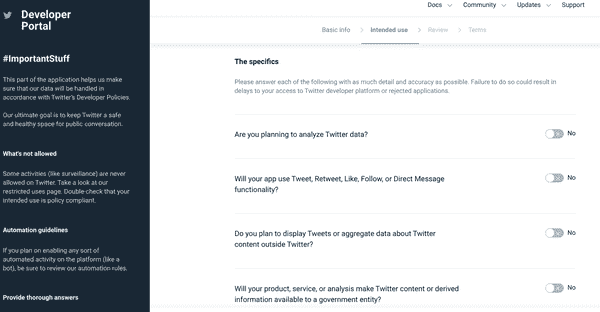 Developer
Portal
Docs
Community
Updates
Support
Basic Info
Intended use
Review
Terms
#ImportantStuff
This part of the application helps us make
sure that our data will be handled in
accordance with Twitter's Developer Policies.
Our ultimate goal is to keep Twitter a safe
and healthy space for public conversation.
What's not allowed
Some activities (like surveillance) are never
allowed on Twitter. Take a look at our
restricted uses page. Double-check that your
intended use is policy compliant.
Automation guidelines
If you plan on enabling any sort of
automated activity on the platform (like a
bot), be sure to review our automation rules.
Provide thorough answers
The specifics
Please answer each of the following with as much detail and accuracy as possible. Failure to do so could result in
delays to your access to Twitter developer platform or rejected applications.
Are you planning to analyze Twitter data?
No
Will your app use Tweet, Retweet, Like, Follow, or Direct Message
functionality?
No
Do you plan to display Tweets or aggregate data about Twitter
content outside Twitter?
No
Will your product, service, or analysis make Twitter content or derived
information available to a government entity?
No